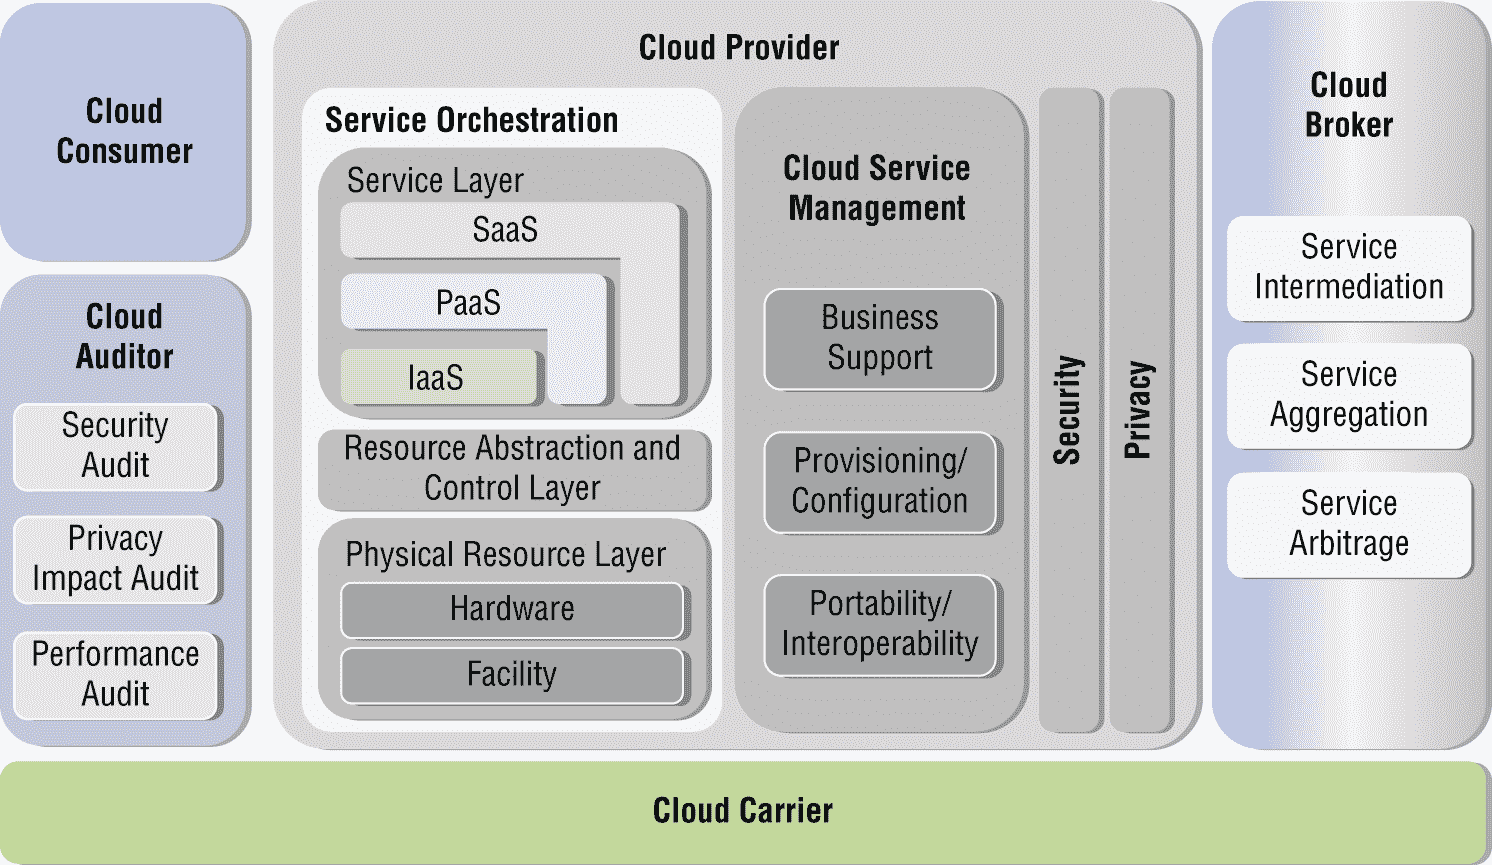 Cloud
Consumer
Cloud
Auditor
Security
Audit
Privacy
Impact Audit
Performance
Audit
Cloud Provider
Service Orchestration
Service Layer
SaaS
PaaS
IaaS
Resource Abstraction and
Control Layer
Physical Resource Layer
Hardware
Facility
Cloud Service
Management
Business
Support
Provisioning/
Configuration
Portability/
Interoperability
Security
Privacy
Cloud
Broker
Service
Intermediation
Service
Aggregation
Service
Arbitrage
Cloud Carrier